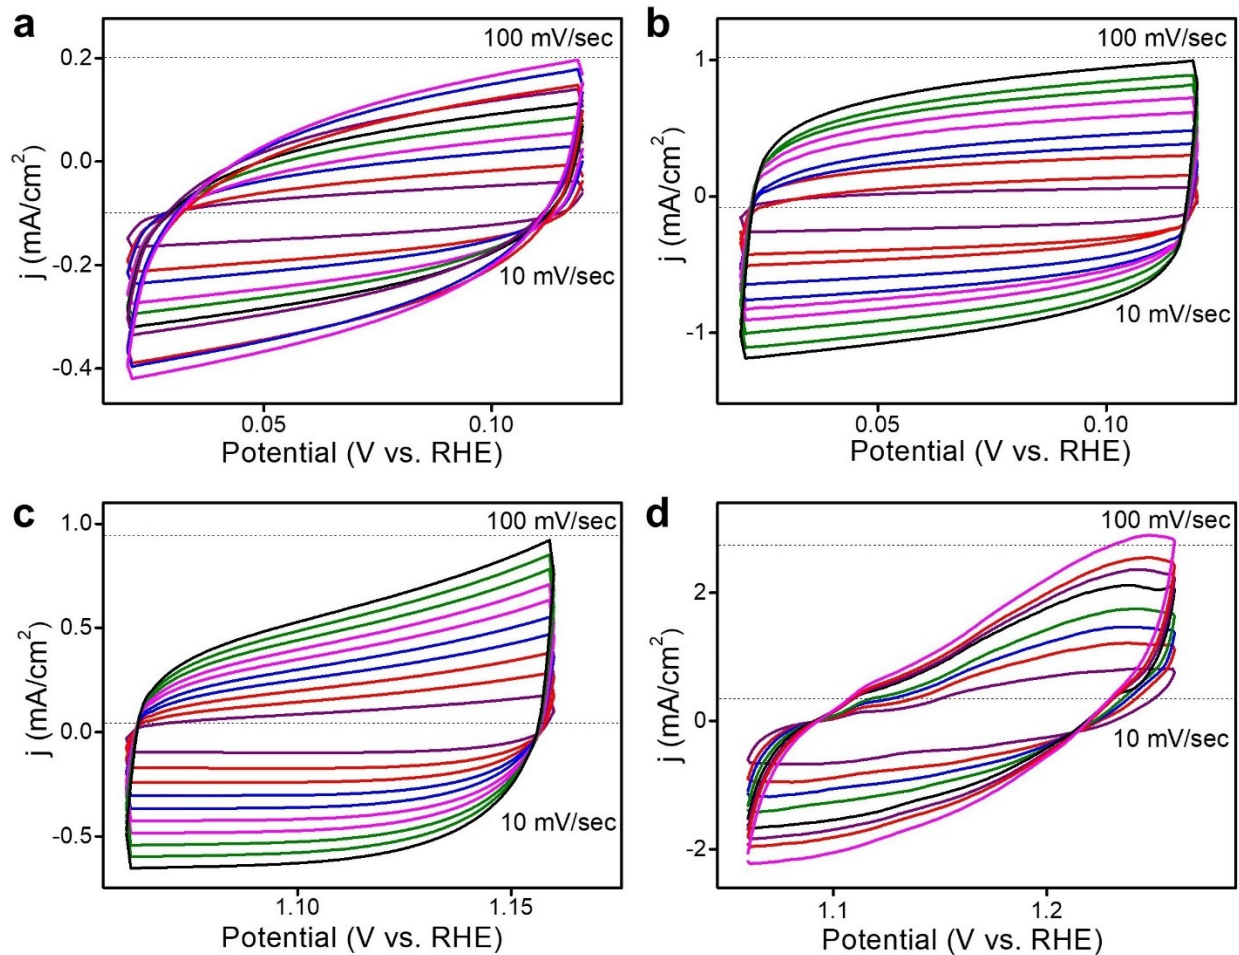 a
100 mV/sec
0.2
0.0
-0.2
-0.4
j (mA/cm²)
10 mV/sec
0.05
0.10
Potential (V vs. RHE)
b
100 mV/sec
1
0
-1
j (mA/cm²)
10 mV/sec
0.05
0.10
Potential (V vs. RHE)
c
100 mV/sec
1.0
0.5
0.0
-0.5
j (mA/cm²)
10 mV/sec
1.10
1.15
Potential (V vs. RHE)
d
100 mV/sec
2
0
-2
j (mA/cm²)
10 mV/sec
1.1
1.2
Potential (V vs. RHE)